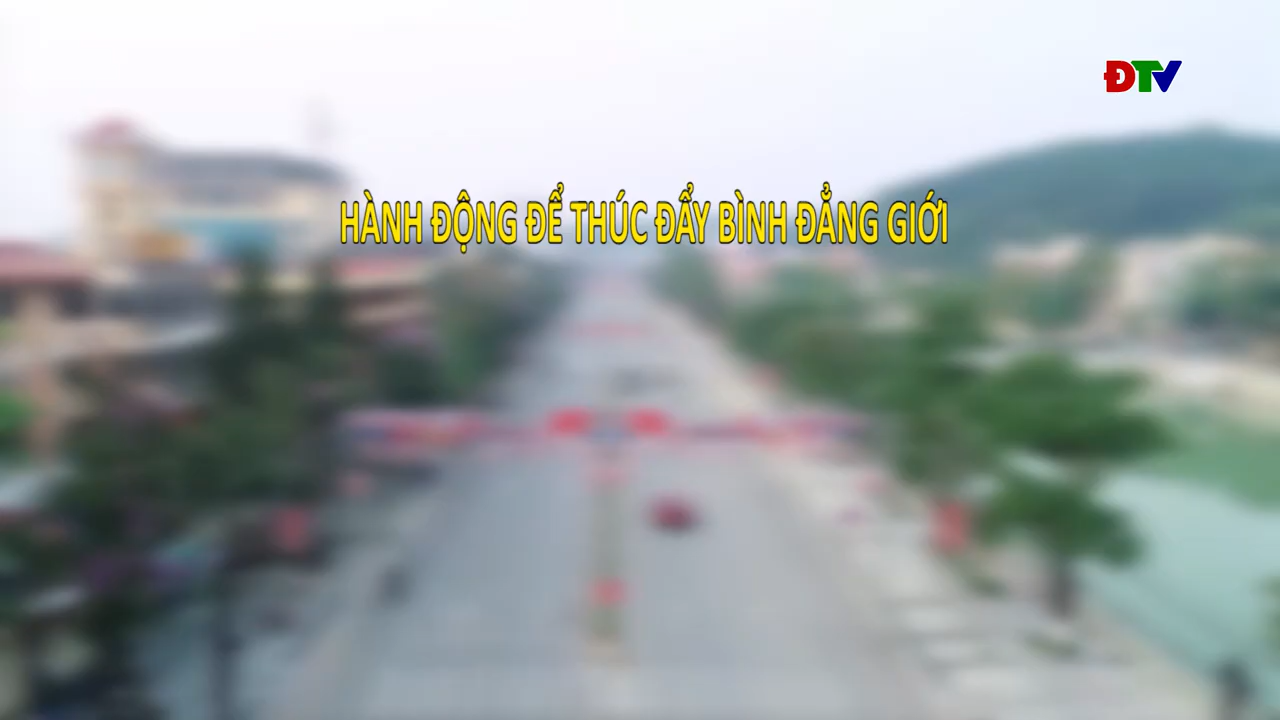 ĐTV
HÀNH ĐỘNG ĐỂ THÚC ĐẨY BÌNH ĐẲNG GIỚI